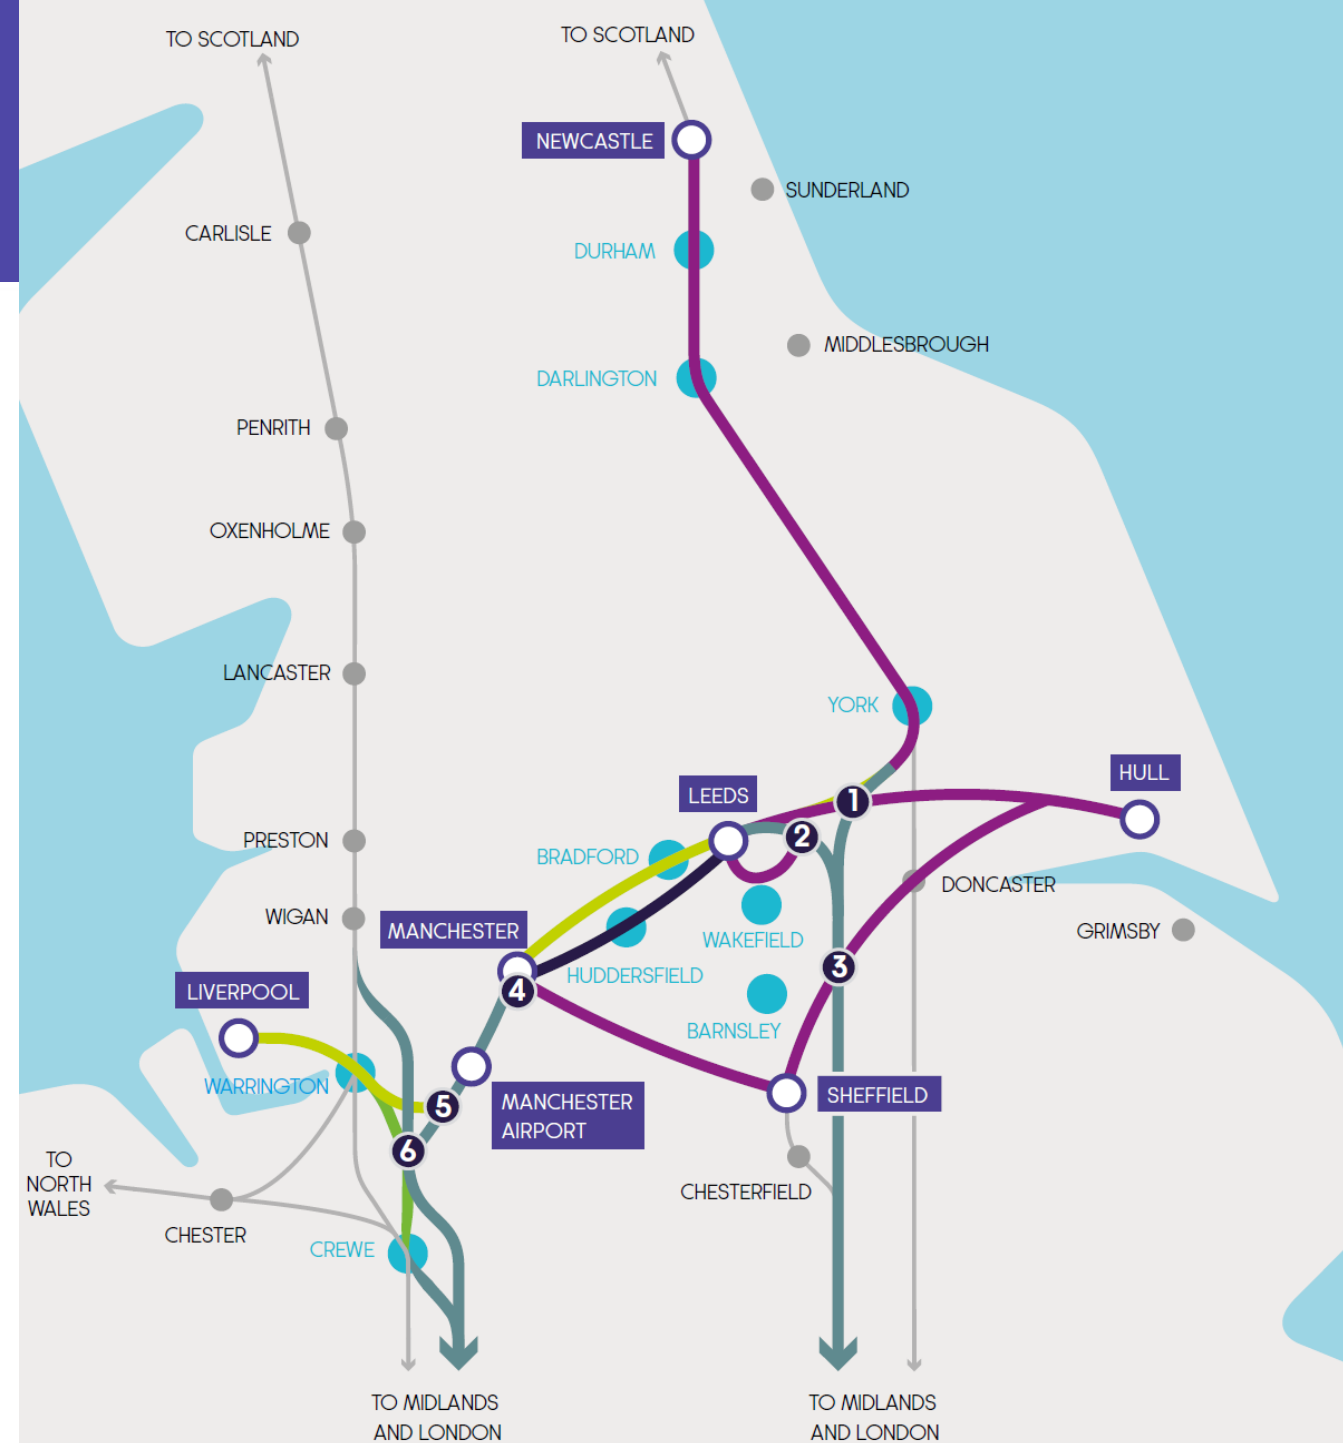 TO SCOTLAND
TO SCOTLAND
NEWCASTLE
SUNDERLAND
CARLISLE
DURHAM
MIDDLESBROUGH
DARLINGTON
PENRITH
OXENHOLME
LANCASTER
YORK
HULL
LEEDS
1
2
PRESTON
BRADFORD
DONCASTER
WIGAN
MANCHESTER
WAKEFIELD
GRIMSBY
HUDDERSFIELD
3
4
LIVERPOOL
BARNSLEY
WARRINGTON
SHEFFIELD
5
MANCHESTER
AIRPORT
6
TO
NORTH
WALES
CHESTERFIELD
CHESTER
CREWE
TO MIDLANDS
AND LONDON
TO MIDLANDS
AND LONDON